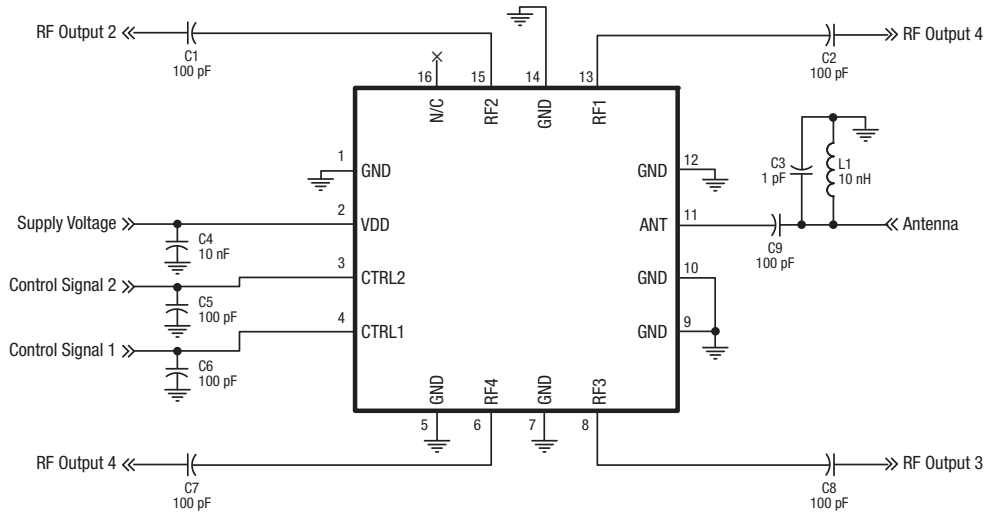 RF Output 2
C1
100 pF
RF Output 4
C2
100 pF
16
15
14
13
N/C
RF2
GND
RF1
1
GND
GND
12
C3
1 pF
L1
10 nH
Supply Voltage
2
VDD
ANT
11
Antenna
C4
10 nF
C9
100 pF
Control Signal 2
3
CTRL2
GND
10
C5
100 pF
Control Signal 1
4
CTRL1
GND
9
C6
100 pF
GND
RF4
GND
RF3
5
6
7
8
RF Output 4
C7
100 pF
RF Output 3
C8
100 pF